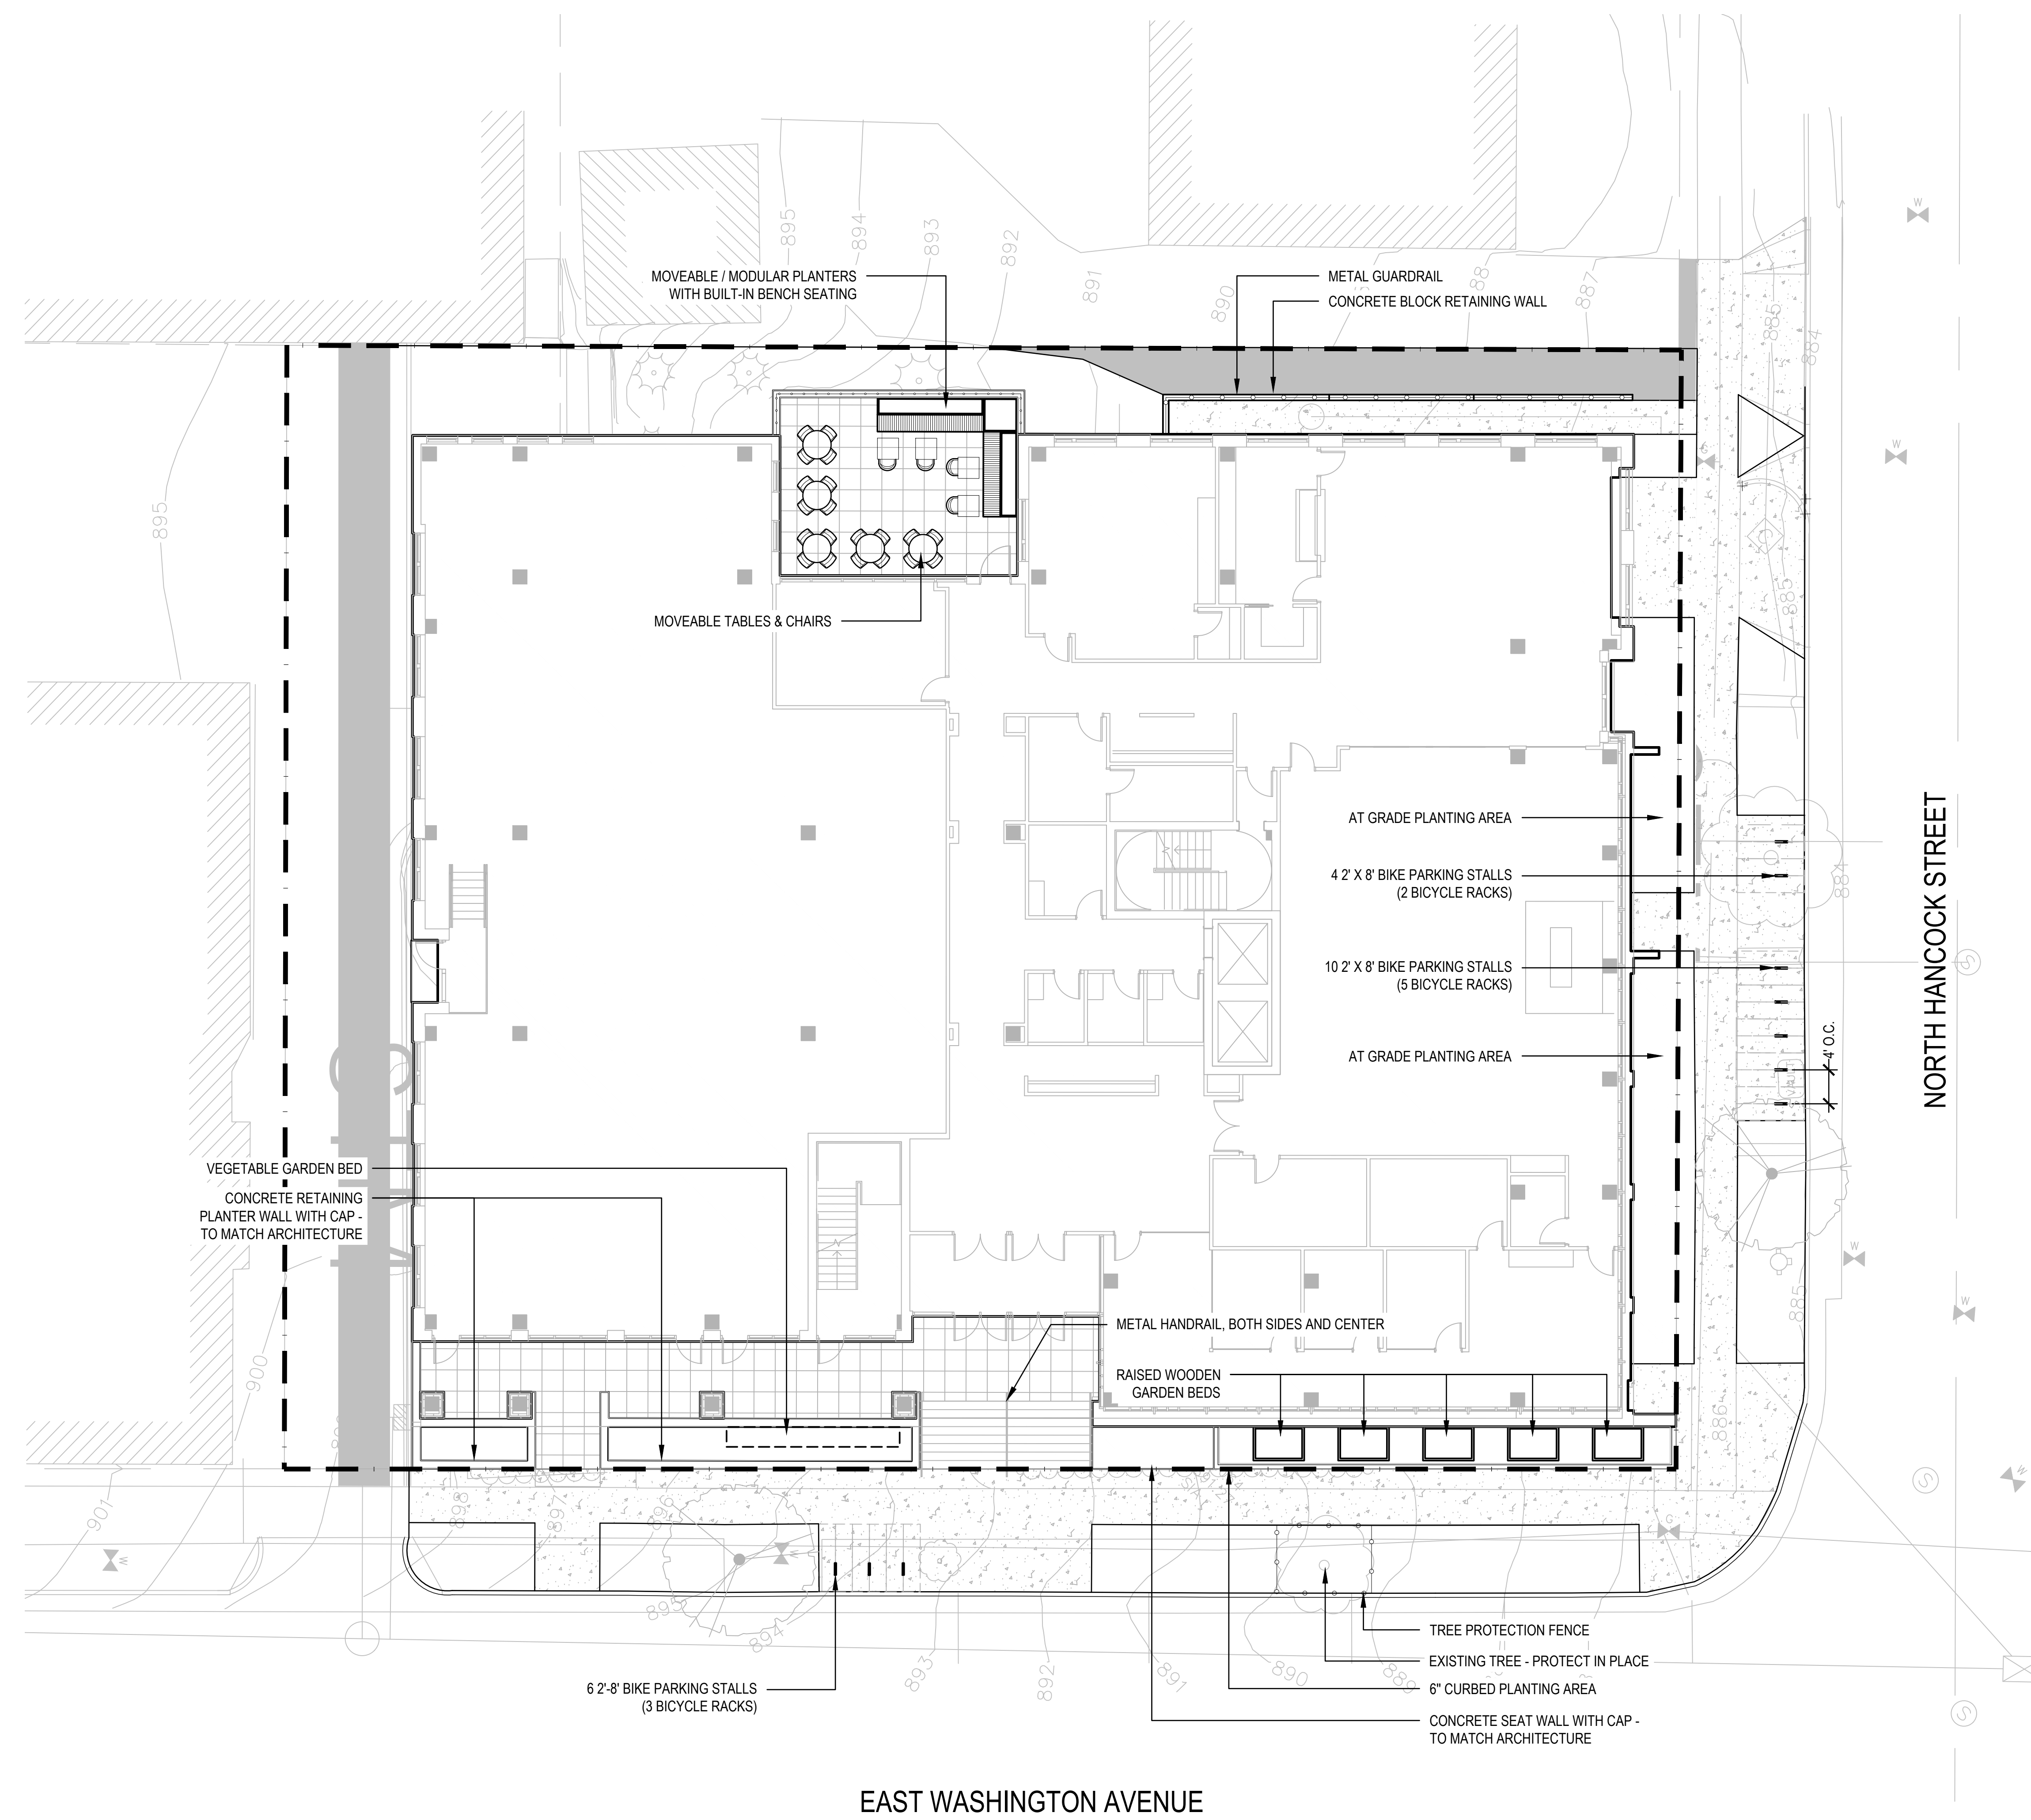 895
894
893
892
891
890
88
887
885
884
MOVEABLE / MODULAR PLANTERS
WITH BUILT-IN BENCH SEATING
METAL GUARDRAIL
CONCRETE BLOCK RETAINING WALL
W
W
G
895
MOVEABLE TABLES & CHAIRS
885
AT GRADE PLANTING AREA
4 2' X 8' BIKE PARKING STALLS
(2 BICYCLE RACKS)
10 2' X 8' BIKE PARKING STALLS
(5 BICYCLE RACKS)
AT GRADE PLANTING AREA
4' O.C.
NORTH HANCOCK STREET
S
VEGETABLE GARDEN BED
CONCRETE RETAINING
PLANTER WALL WITH CAP -
TO MATCH ARCHITECTURE
W
W
885
METAL HANDRAIL, BOTH SIDES AND CENTER
RAISED WOODEN
GARDEN BEDS
900
886
901
898
897
896
W
W
G
S
W
895
894
893
892
891
890
889
TREE PROTECTION FENCE
EXISTING TREE - PROTECT IN PLACE
6" CURBED PLANTING AREA
CONCRETE SEAT WALL WITH CAP -
TO MATCH ARCHITECTURE
6 2'-8' BIKE PARKING STALLS
(3 BICYCLE RACKS)
S
EAST WASHINGTON AVENUE